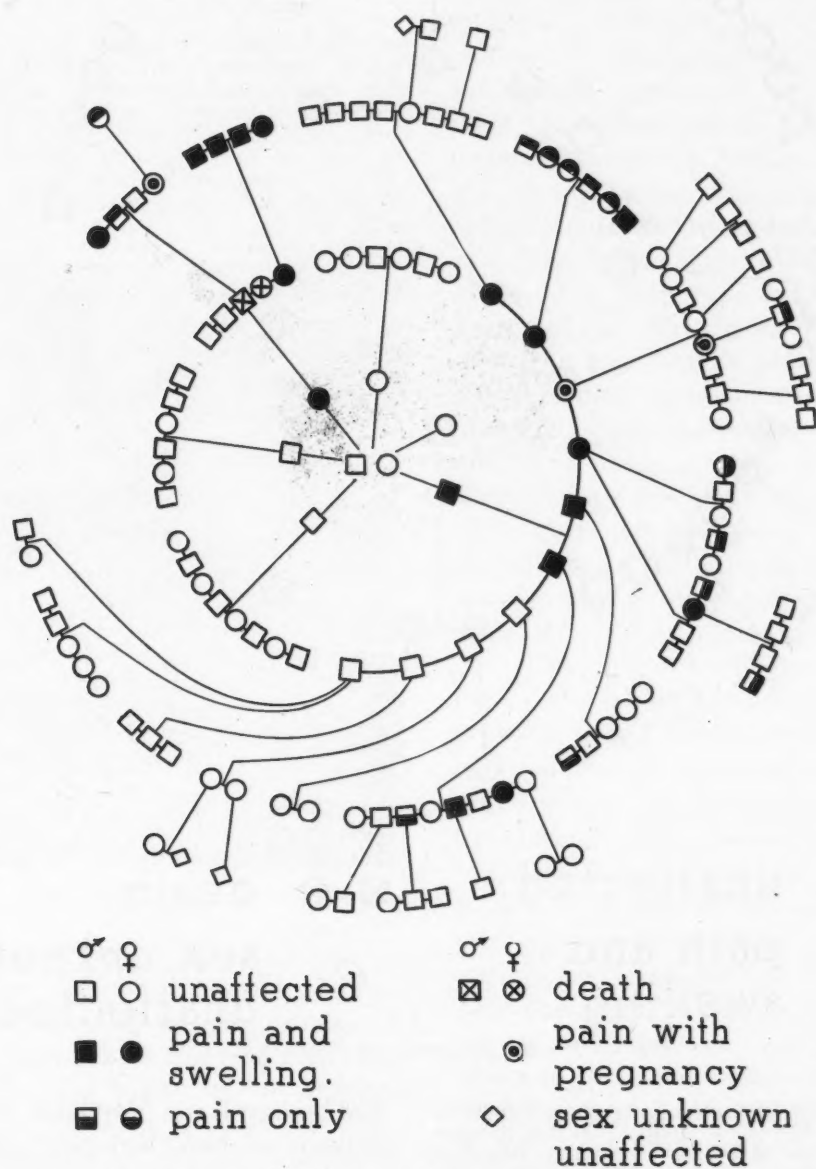 ♂ ♀
unaffected
pain and
swelling.
pain only
♂ ♀
death
pain with
pregnancy
sex unknown
unaffected